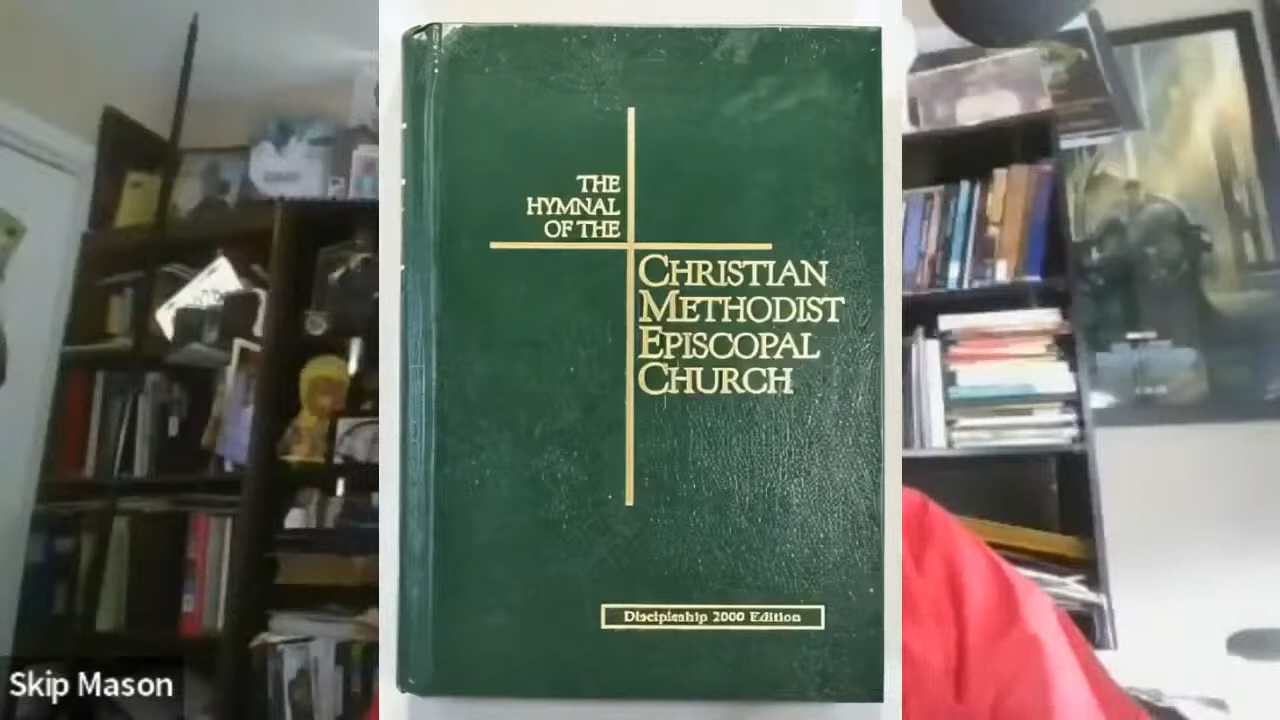 THE
HYMNAL
OF THE
CHRISTIAN
METHODIST
EPISCOPAL
CHURCH
Discipleship 2000 Edition
Skip Mason